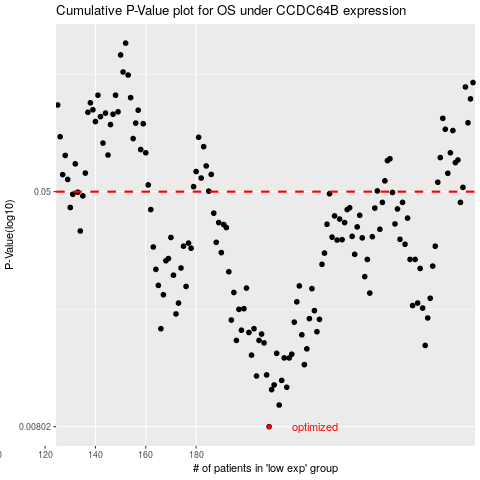 Cumulative P-Value plot for OS under CCDC64B expression
P-Value(log10)
0.05
0.00802
optimized
0 120 140 160 180
# of patients in 'low exp' group